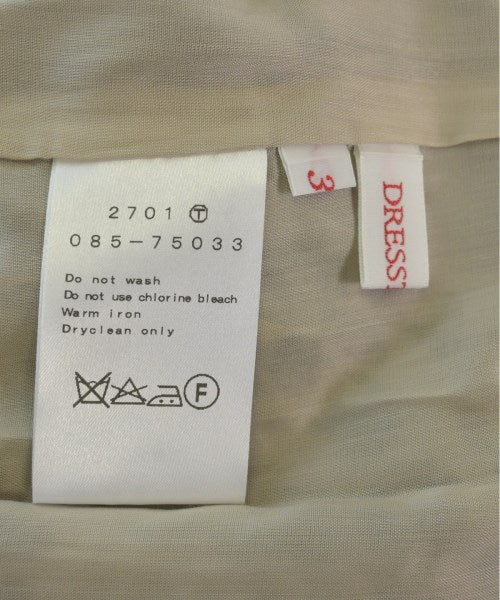 2701 Ⓣ
085-75033
Do not wash
Do not use chlorine bleach
Warm iron
Dryclean only
F
3
DRESS